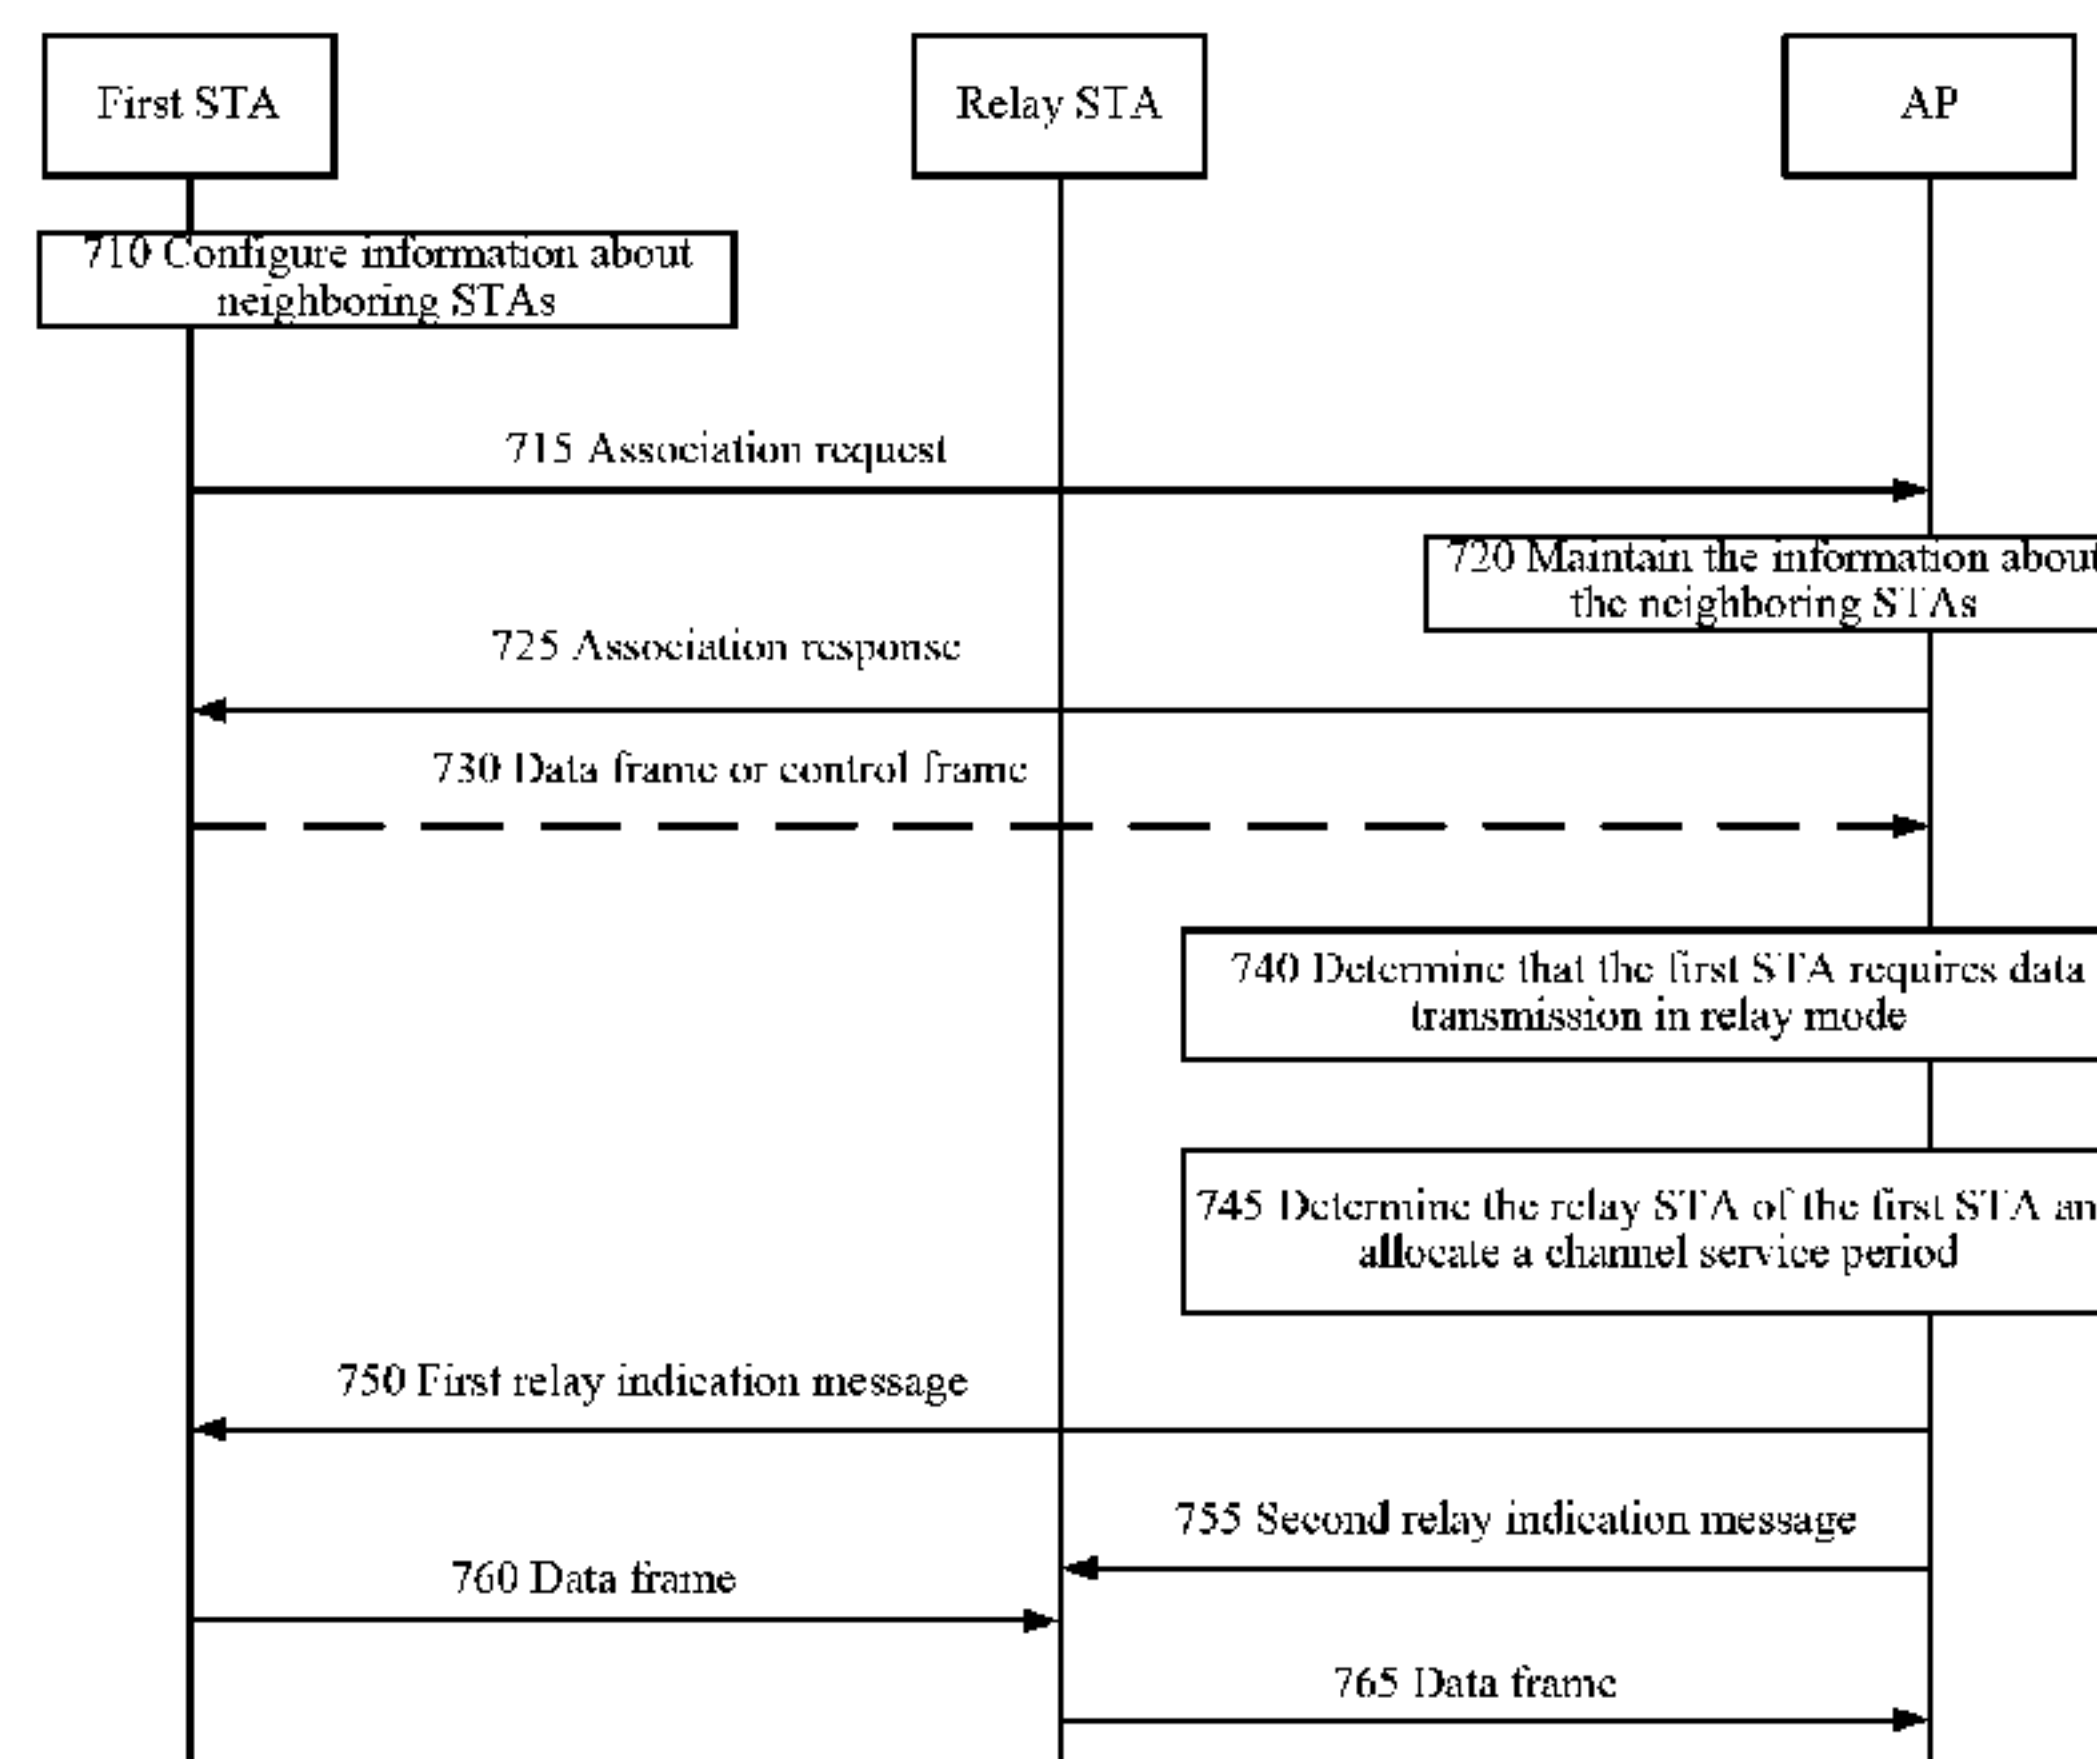 First STA
Relay STA
AP
710 Configure information about
neighboring STAs
715 Association request
720 Maintain the information about
the neighboring STAs
725 Association response
730 Data frame or control frame
740 Determine that the first STA requires data
transmission in relay mode
745 Determine the relay STA of the first STA an
allocate a channel service period
750 First relay indication message
755 Second relay indication message
760 Data frame
765 Data frame